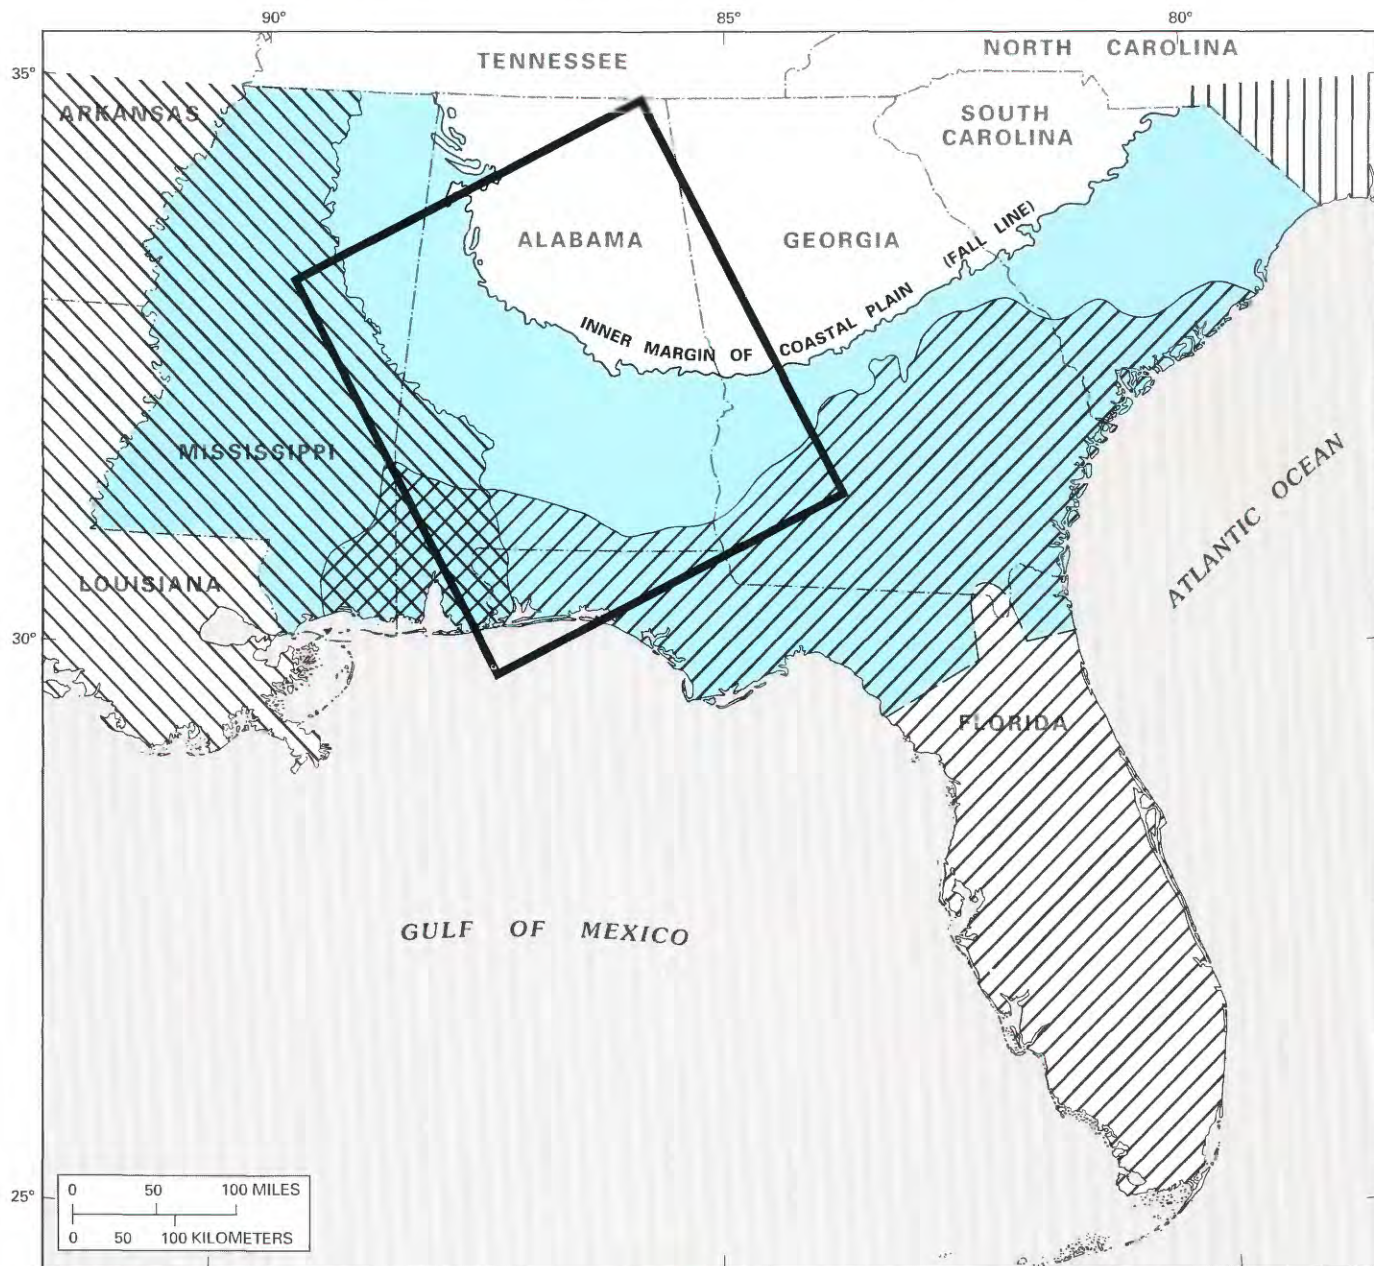 90°
85°
80°
35°
TENNESSEE
NORTH CAROLINA
ARKANSAS
SOUTH
CAROLINA
ALABAMA
GEORGIA
(FALL LINE)
INNER MARGIN OF COASTAL PLAIN
MISSISSIPPI
ATLANTIC OCEAN
LOUISIANA
30°
FLORIDA
GULF OF MEXICO
25°
0 50 100 MILES
0 50 100 KILOMETERS